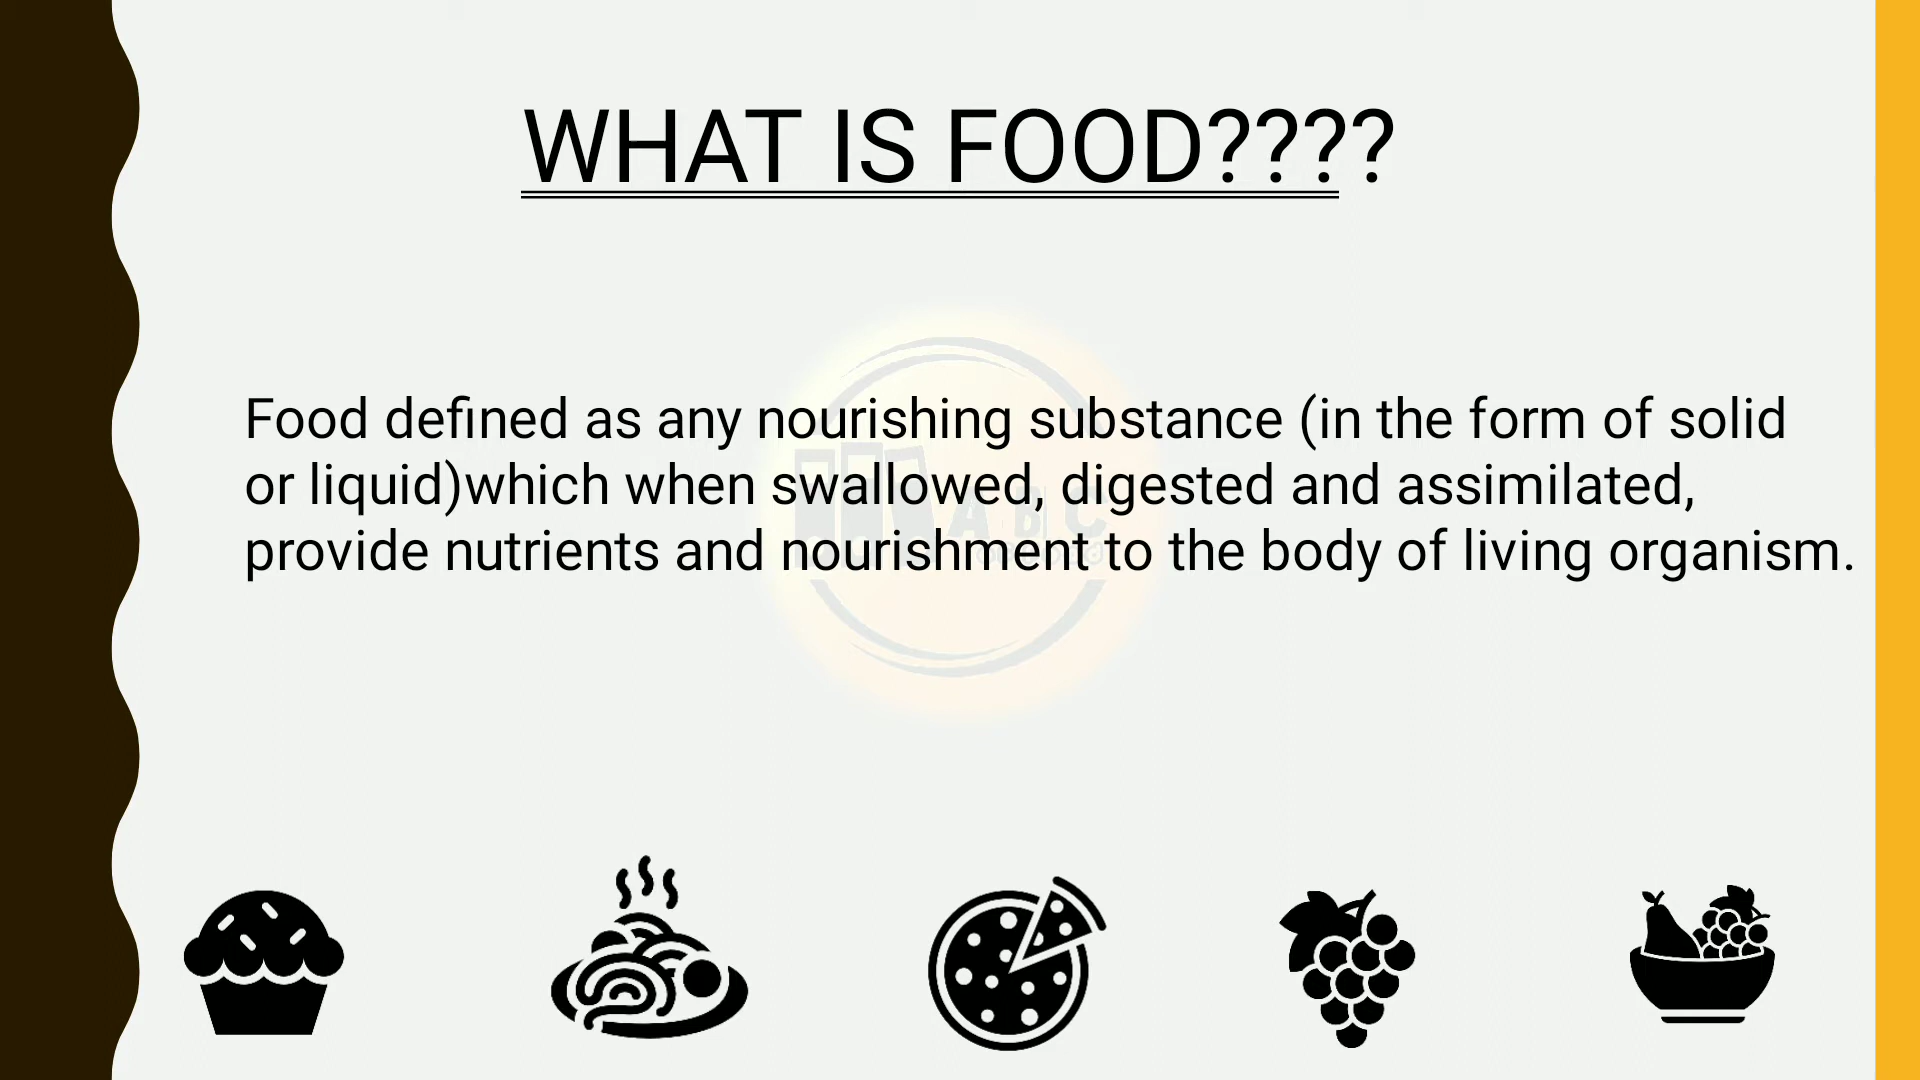 WHAT IS FOOD????
Food defined as any nourishing substance (in the form of solid
or liquid)which when swallowed, digested and assimilated,
provide nutrients and nourishment to the body of living organism.
ABC